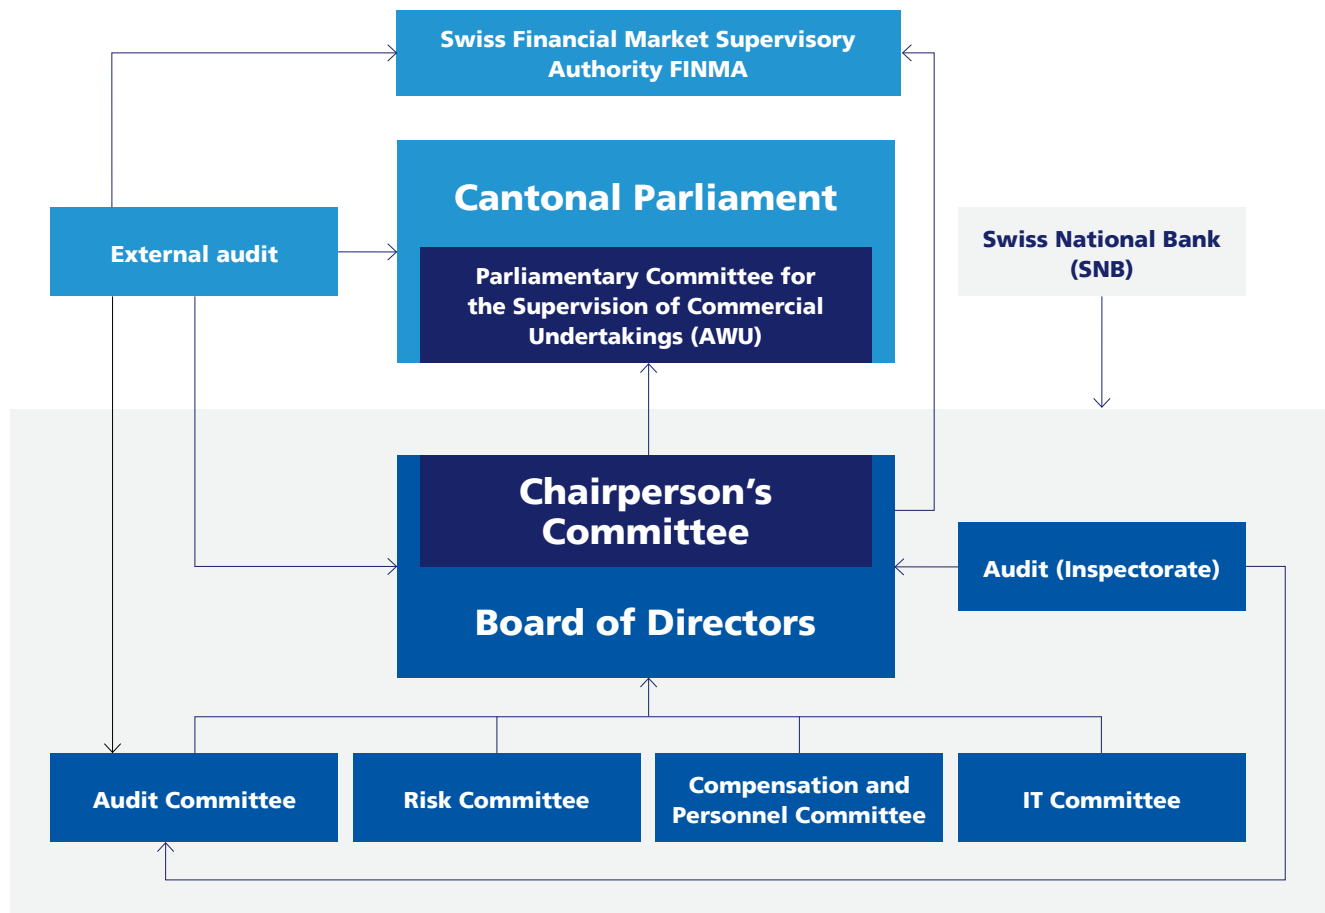 Swiss Financial Market Supervisory
Authority FINMA
Cantonal Parliament
External audit
Swiss National Bank
(SNB)
Parliamentary Committee for
the Supervision of Commercial
Undertakings (AWU)
Chairperson’s
Committee
Audit (Inspectorate)
Board of Directors
Audit Committee
Risk Committee
Compensation and
Personnel Committee
IT Committee